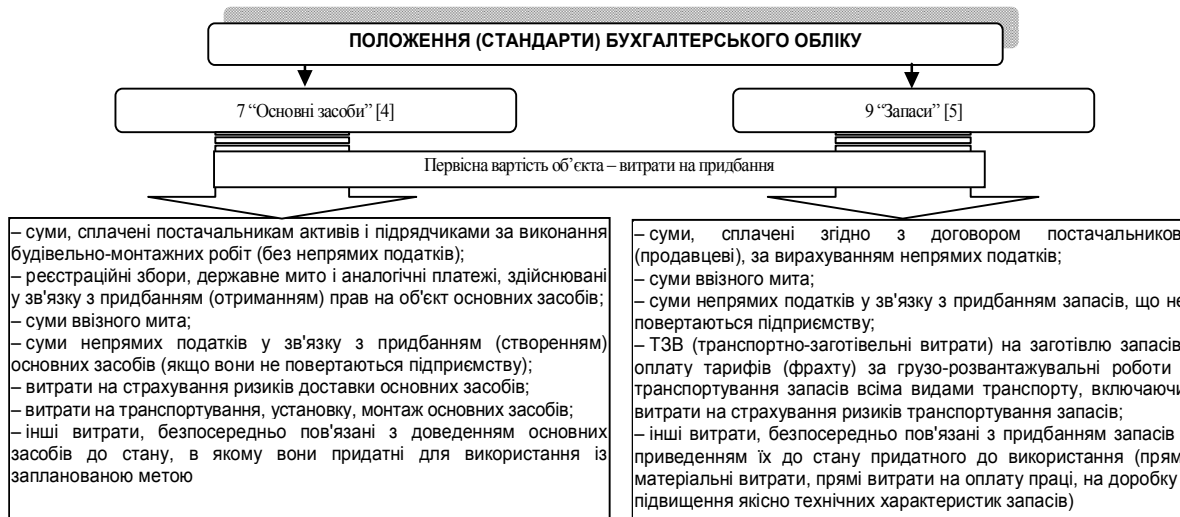 ПОЛОЖЕННЯ (СТАНДАРТИ) БУХГАЛТЕРСЬКОГО ОБЛІКУ
7 “Основні засоби” [4]
9 “Запаси” [5]
Первісна вартість об’єкта – витрати на придбання
– суми, сплачені постачальникам активів і підрядчиками за виконання
будівельно-монтажних робіт (без непрямих податків);
– реєстраційні збори, державне мито і аналогічні платежі, здійснювані
у зв'язку з придбанням (отриманням) прав на об'єкт основних засобів;
– суми ввізного мита;
– суми непрямих податків у зв'язку з придбанням (створенням)
основних засобів (якщо вони не повертаються підприємству);
– витрати на страхування ризиків доставки основних засобів;
– витрати на транспортування, установку, монтаж основних засобів;
– інші витрати, безпосередньо пов'язані з доведенням основних
засобів до стану, в якому вони придатні для використання із
запланованою метою
– суми, сплачені згідно з договором постачальникові
(продавцеві), за вирахуванням непрямих податків;
– суми ввізного мита;
– суми непрямих податків у зв'язку з придбанням запасів, що не
повертаються підприємству;
– ТЗВ (транспортно-заготівельні витрати) на заготівлю запасів
оплату тарифів (фрахту) за грузо-розвантажувальні роботи
транспортування запасів всіма видами транспорту, включаючи
витрати на страхування ризиків транспортування запасів;
– інші витрати, безпосередньо пов'язані з придбанням запасів
приведенням їх до стану придатного до використання (прямі
матеріальні витрати, прямі витрати на оплату праці, на доробку
підвищення якісно технічних характеристик запасів)